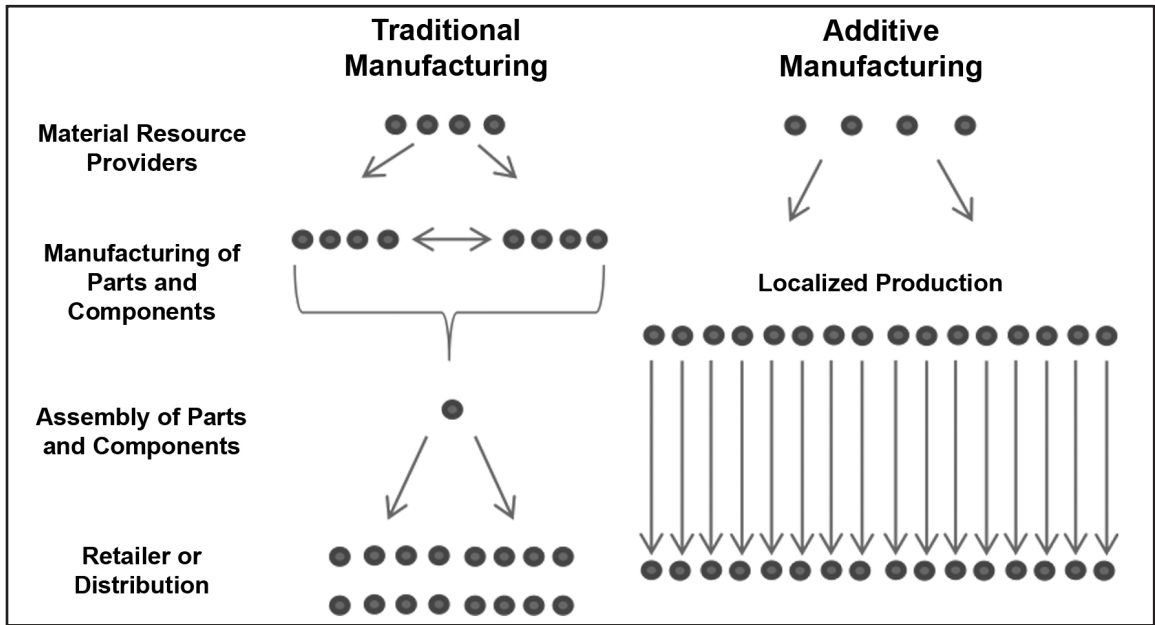 Traditional
Manufacturing
Additive
Manufacturing
Material Resource
Providers
Manufacturing of
Parts and
Components
Localized Production
Assembly of Parts
and Components
Retailer or
Distribution